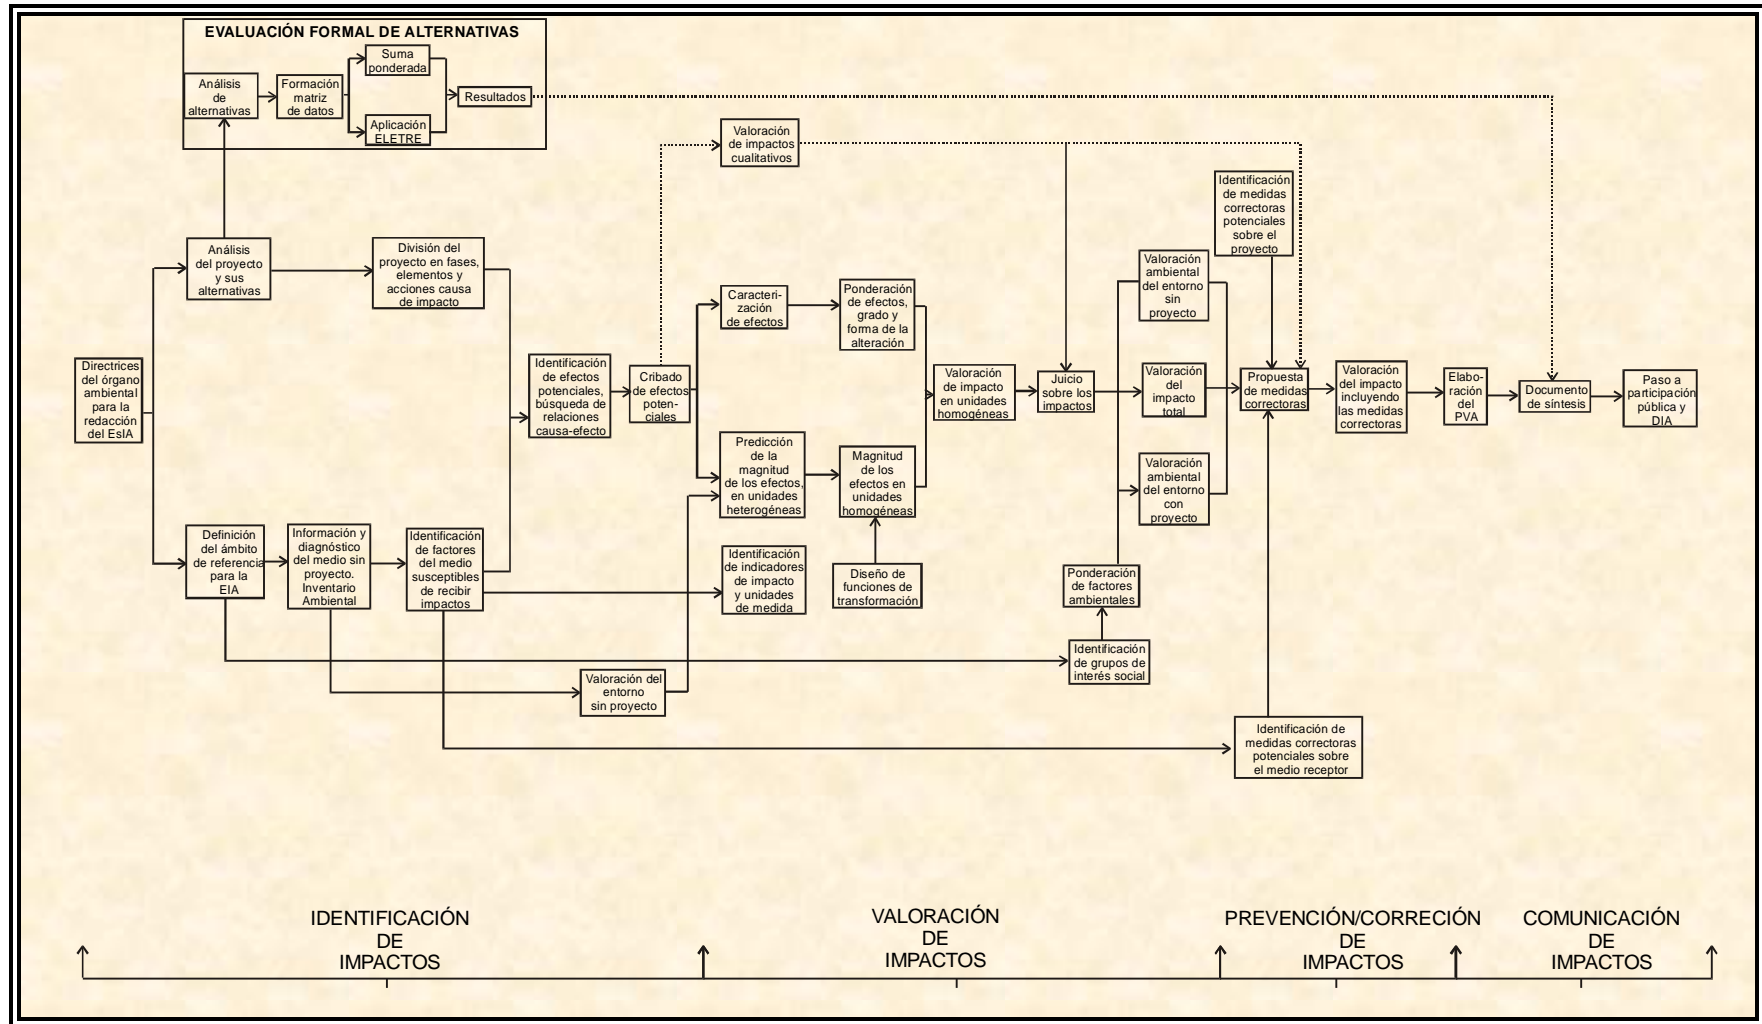 EVALUACIÓN FORMAL DE ALTERNATIVAS
Análisis
de
alternativas
Formación
matriz
de datos
Suma
ponderada
Aplicación
ELETRE
Resultados
Valoración
de impactos
cualitativos
Identificación
de medidas
correctoras
potenciales
sobre el
proyecto
Análisis
del proyecto
y sus
alternativas
División del
proyecto en fases,
elementos y
acciones causa
de impacto
Caracteri-
zación
de efectos
Ponderación
de efectos,
grado y
forma de la
alteración
Valoración
ambiental
del entorno
sin
proyecto
Directrices
del órgano
ambiental
para la
redacción
del EsIA
Identificación
de efectos
potenciales,
búsqueda de
relaciones
causa-efecto
Cribado
de efectos
poten-
ciales
Valoración
de impacto
en unidades
homogéneas
Juicio
sobre los
impactos
Valoración
del
impacto
total
Propuesta
de medidas
correctoras
Valoración
del impacto
incluyendo
las medidas
correctoras
Elabo-
ración
del
PVA
Documento
de síntesis
Paso a
participación
pública y
DIA
Predicción
de la
magnitud
de los efectos,
en unidades
heterogéneas
Magnitud
de los
efectos en
unidades
homogéneas
Valoración
ambiental
del entorno
con
proyecto
Definición
del ámbito
de referencia
para la
EIA
Información y
diagnóstico
del medio sin
proyecto.
Inventario
Ambiental
Identificación
de factores
del medio
susceptibles
de recibir
impactos
Identificación
de indicadores
de impacto
y unidades
de medida
Diseño de
funciones de
transformación
Ponderación
de factores
ambientales
Identificación
de grupos de
interés social
Valoración del
entorno
sin proyecto
Identificación de
medidas correctoras
potenciales sobre
el medio receptor
IDENTIFICACIÓN
DE
IMPACTOS
VALORACIÓN
DE
IMPACTOS
PREVENCIÓN/CORRECIÓN
DE
IMPACTOS
COMUNICACIÓN
DE
IMPACTOS